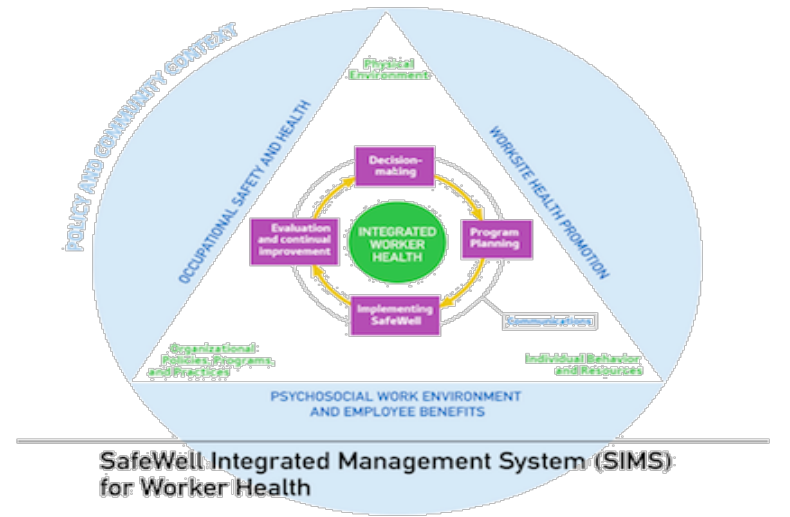 POLICY AND COMMUNITY CONTEXT
Physical
Environment
OCCUPATIONAL SAFETY AND HEALTH
WORKSITE HEALTH PROMOTION
Decision-
making
Evaluation
and continual
improvement
INTEGRATED
WORKER
HEALTH
Program
Planning
Implementing
SafeWell
Communications
Organizational
Policies, Programs,
and Practices
Individual Behavior
and Resources
PSYCHOSOCIAL WORK ENVIRONMENT
AND EMPLOYEE BENEFITS
SafeWell Integrated Management System (SIMS)
for Worker Health